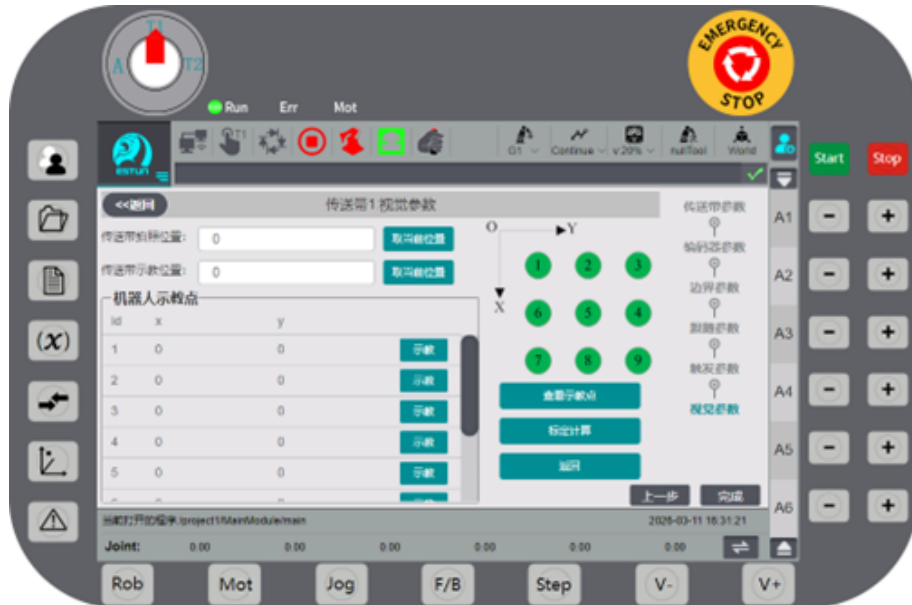 T1
A
T2
EMERGENCY
STOP
Run Err Mot
T1
G1 Continue v:20% nullTool World
ESTUN
Start Stop
<<返回 传送带1 视觉参数
传送带参数
传送带拍照位置: 0 取当前位置
O Y
A1 - +
编码器参数
传送带示教位置: 0 取当前位置
1 2 3
A2 - +
边界参数
机器人示教点
X
id x y
6 5 4
跟随参数
(x)
1 0 0 示教
A3 - +
2 0 0 示教
7 8 9
触发参数
3 0 0 示教
查看示教点
A4 - +
视觉参数
4 0 0 示教
标定计算
5 0 0 示教
返回
A5 - +
上一步 完成
A6 - +
当前打开的程序:/project1/MainModule/main 2026-03-11 16:31:21
Joint: 0.00 0.00 0.00 0.00 0.00 0.00
Rob Mot Jog F/B Step V- V+